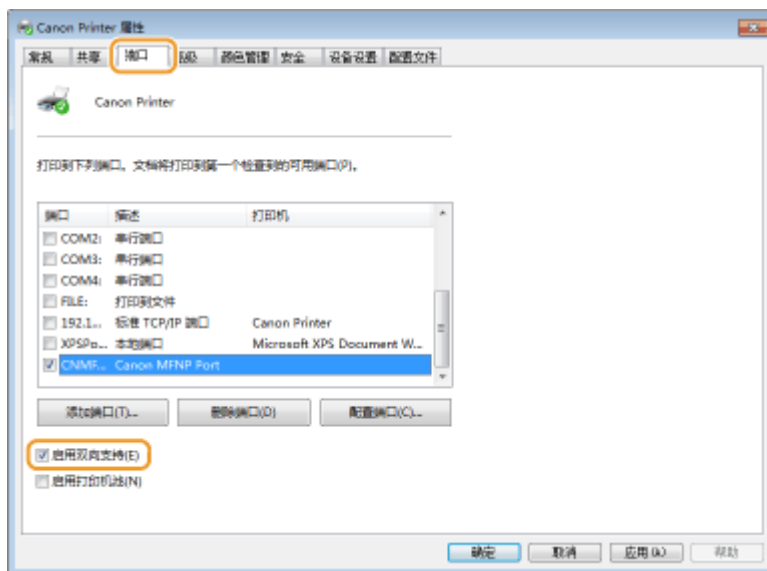 Canon Printer 属性
常规 共享 端口 高级 颜色管理 安全 设备设置 配置文件
Canon Printer
打印到下列端口。文档将打印到第一个检查到的可用端口(P)。
端口 描述 打印机
COM2: 串行端口
COM3: 串行端口
COM4: 串行端口
FILE: 打印到文件
192.1... 标准 TCP/IP 端口 Canon Printer
XPSPo... 本地端口 Microsoft XPS Document W...
CNMF... Canon MFNP Port
添加端口(T)... 删除端口(D) 配置端口(C)...
启用双向支持(E)
启用打印机池(N)
确定 取消 应用(A) 帮助